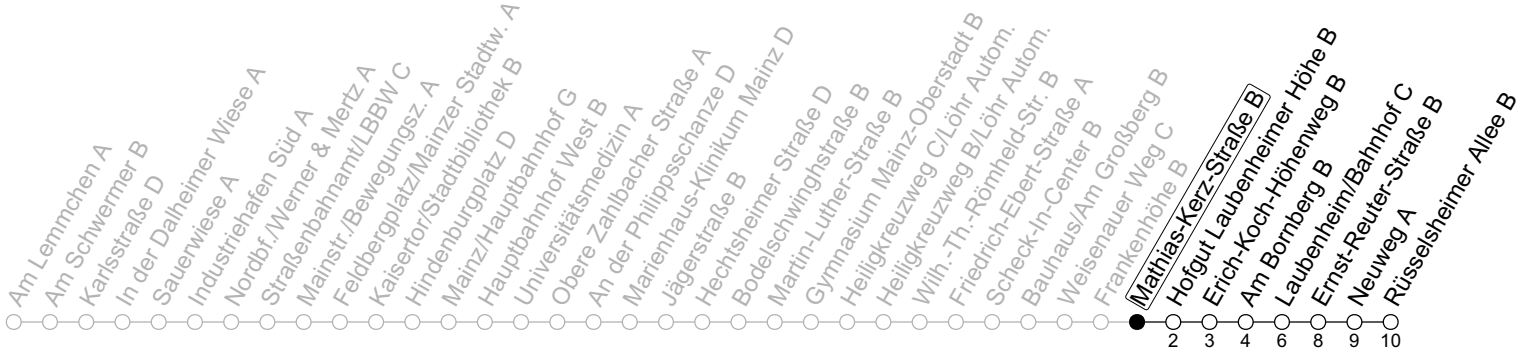 Am Lemmchen A
Am Schwermer B
Karlsstraße D
In der Dalheimer Wiese A
Sauerwiese A
Industriehafen Süd A
Nordbf./Werner & Mertz A
Straßenbahnamt/LBBW C
Mainstr./Bewegungsz. A
Feldbergplatz/Mainzer Stadtw. A
Kaisertor/Stadtbibliothek B
Hindenburgplatz D
Mainz/Hauptbahnhof G
Hauptbahnhof West B
Universitätsmedizin A
Obere Zahlbacher Straße A
An der Philippsschanze D
Marienhaus-Klinikum Mainz D
Jägerstraße B
Hechtsheimer Straße D
Bodelschwinghstraße B
Martin-Luther-Straße B
Gymnasium Mainz-Oberstadt B
Heiligkreuzweg C/Löhr Autom.
Heiligkreuzweg B/Löhr Autom.
Wilh.-Th.-Römheld-Str. B
Friedrich-Ebert-Straße A
Scheck-In-Center B
Bauhaus/Am Großberg B
Weisenauer Weg C
Frankenhöhe B
Mathias-Kerz-Straße B
Hofgut Laubenheimer Höhe B
Erich-Koch-Höhenweg B
Am Bornberg B
Laubenheim/Bahnhof C
Ernst-Reuter-Straße B
Neuweg A
Rüsselsheimer Allee B
2 3 4 6 8 9 10